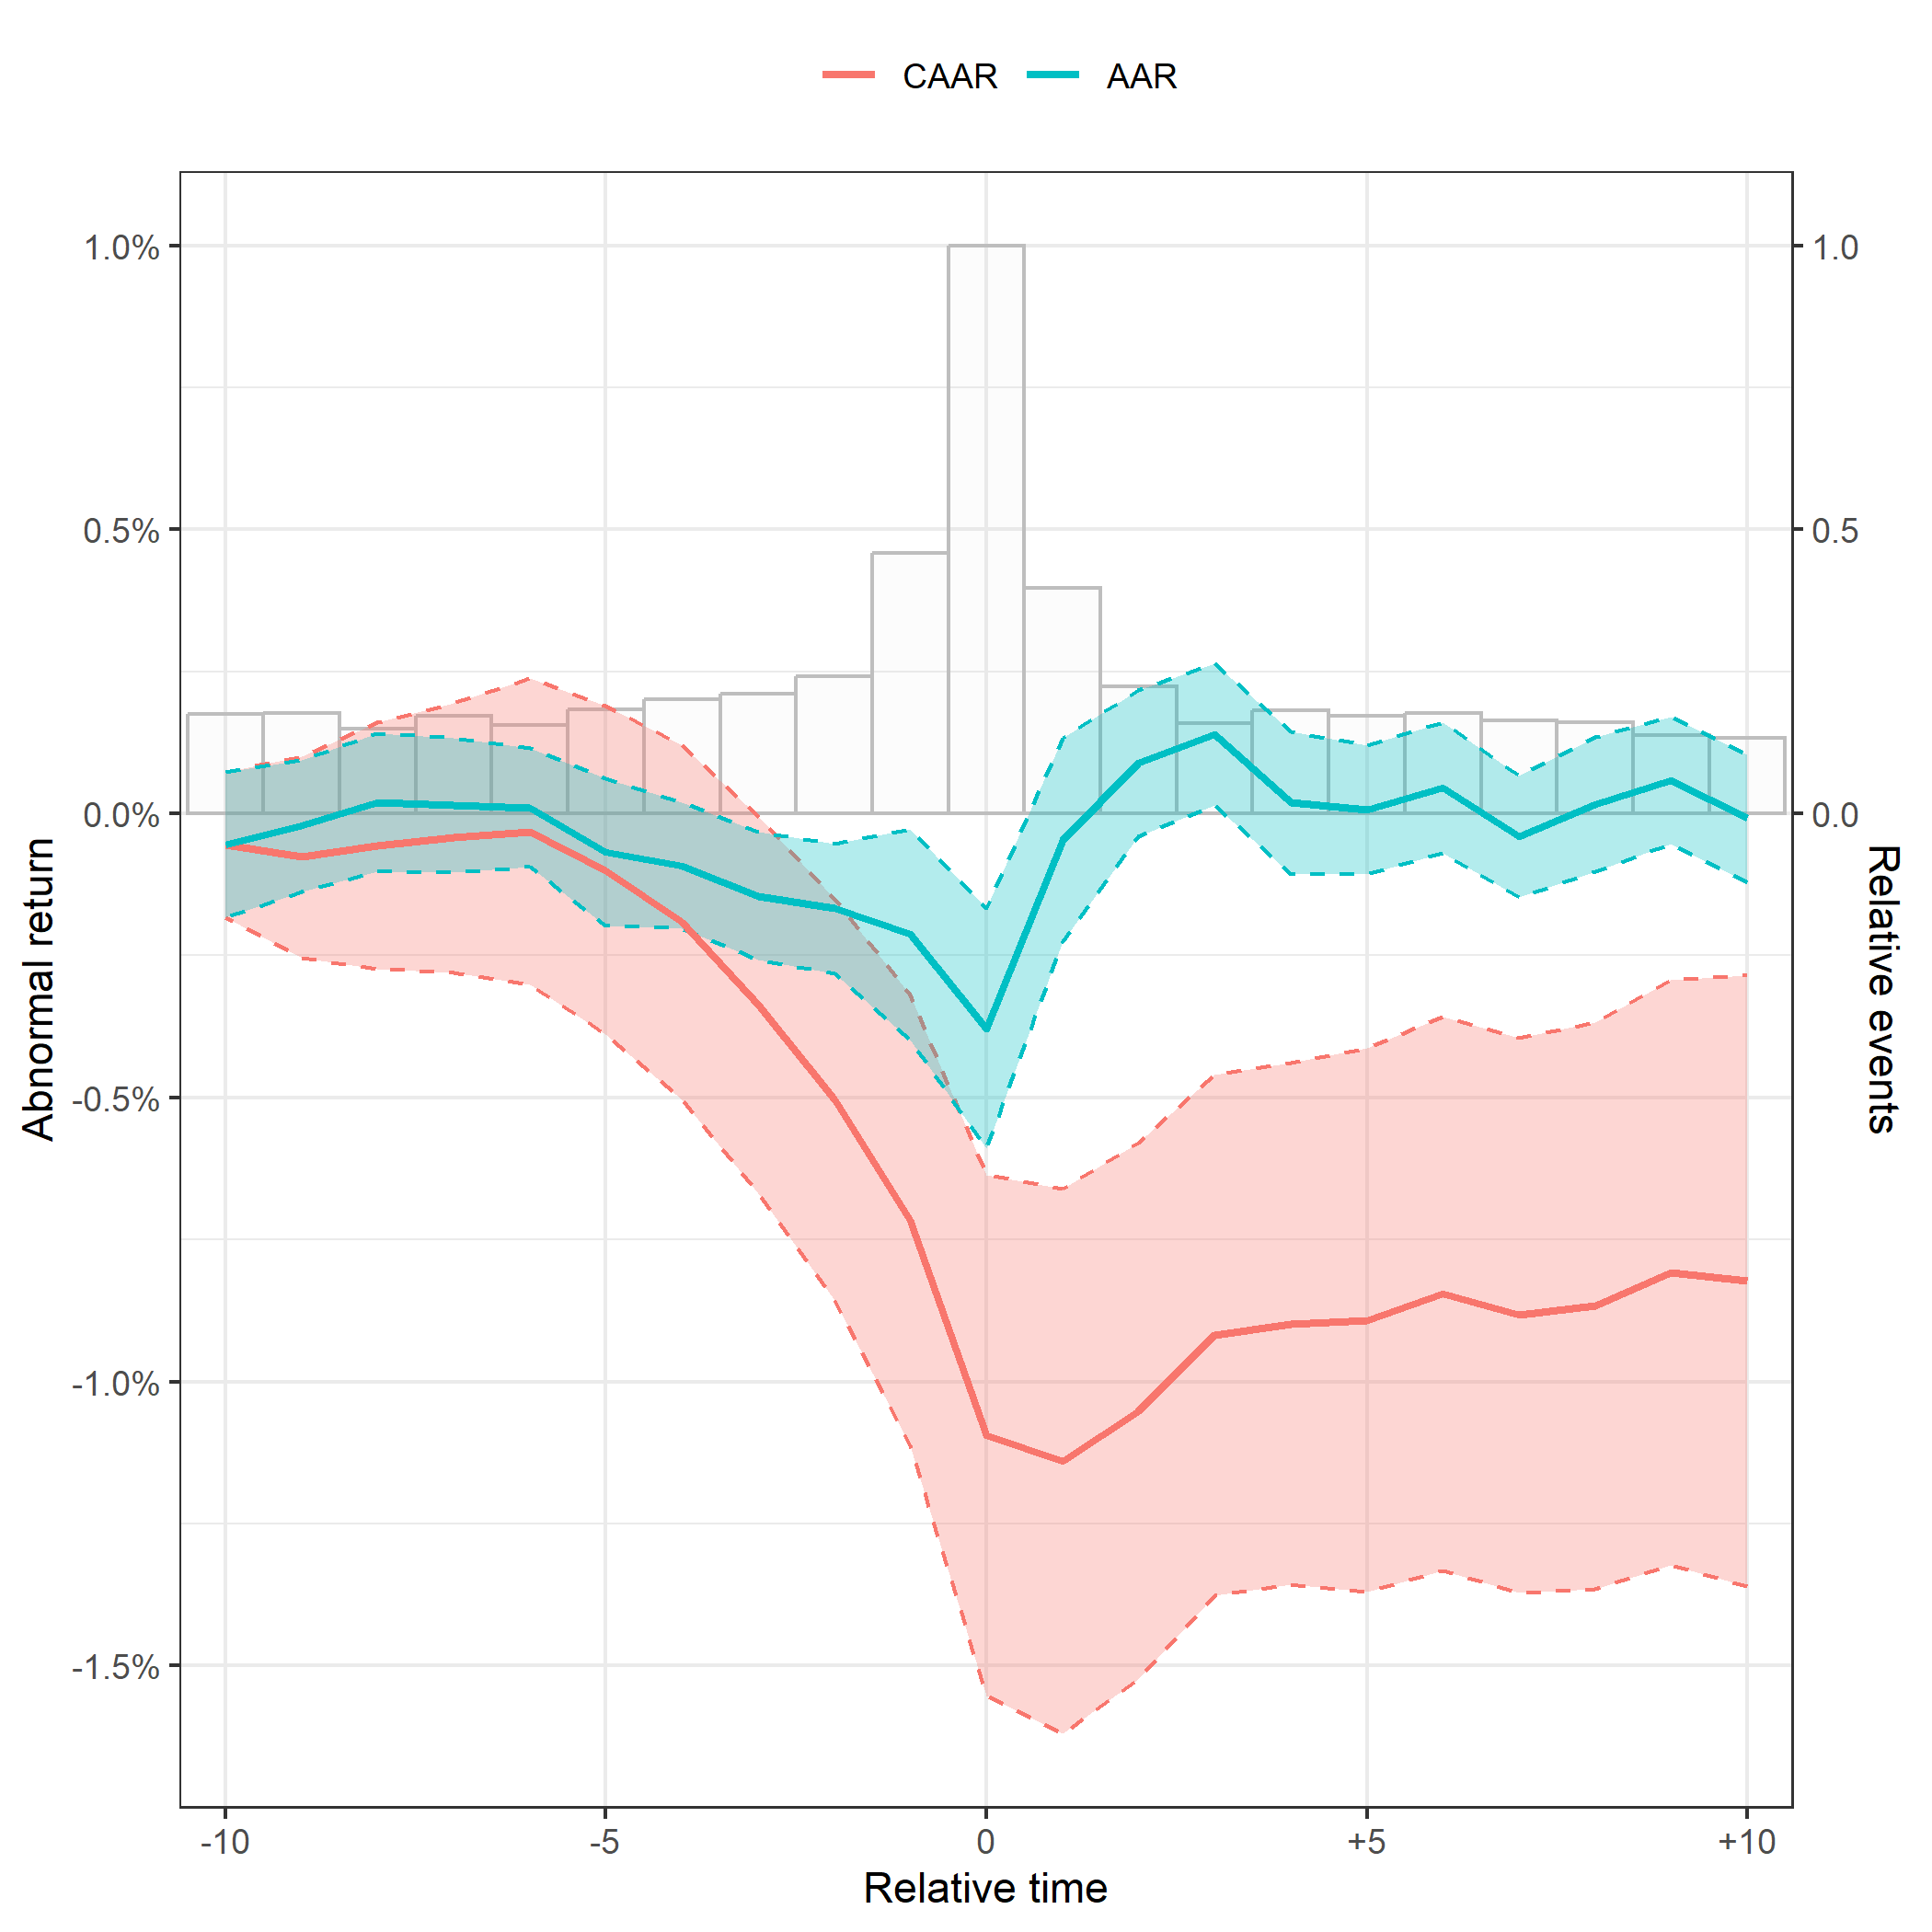 CAAR AAR
1.0%
0.5%
0.0%
-0.5%
-1.0%
-1.5%
Abnormal return
1.0
0.5
0.0
Relative events
-10 -5 0 +5 +10
Relative time